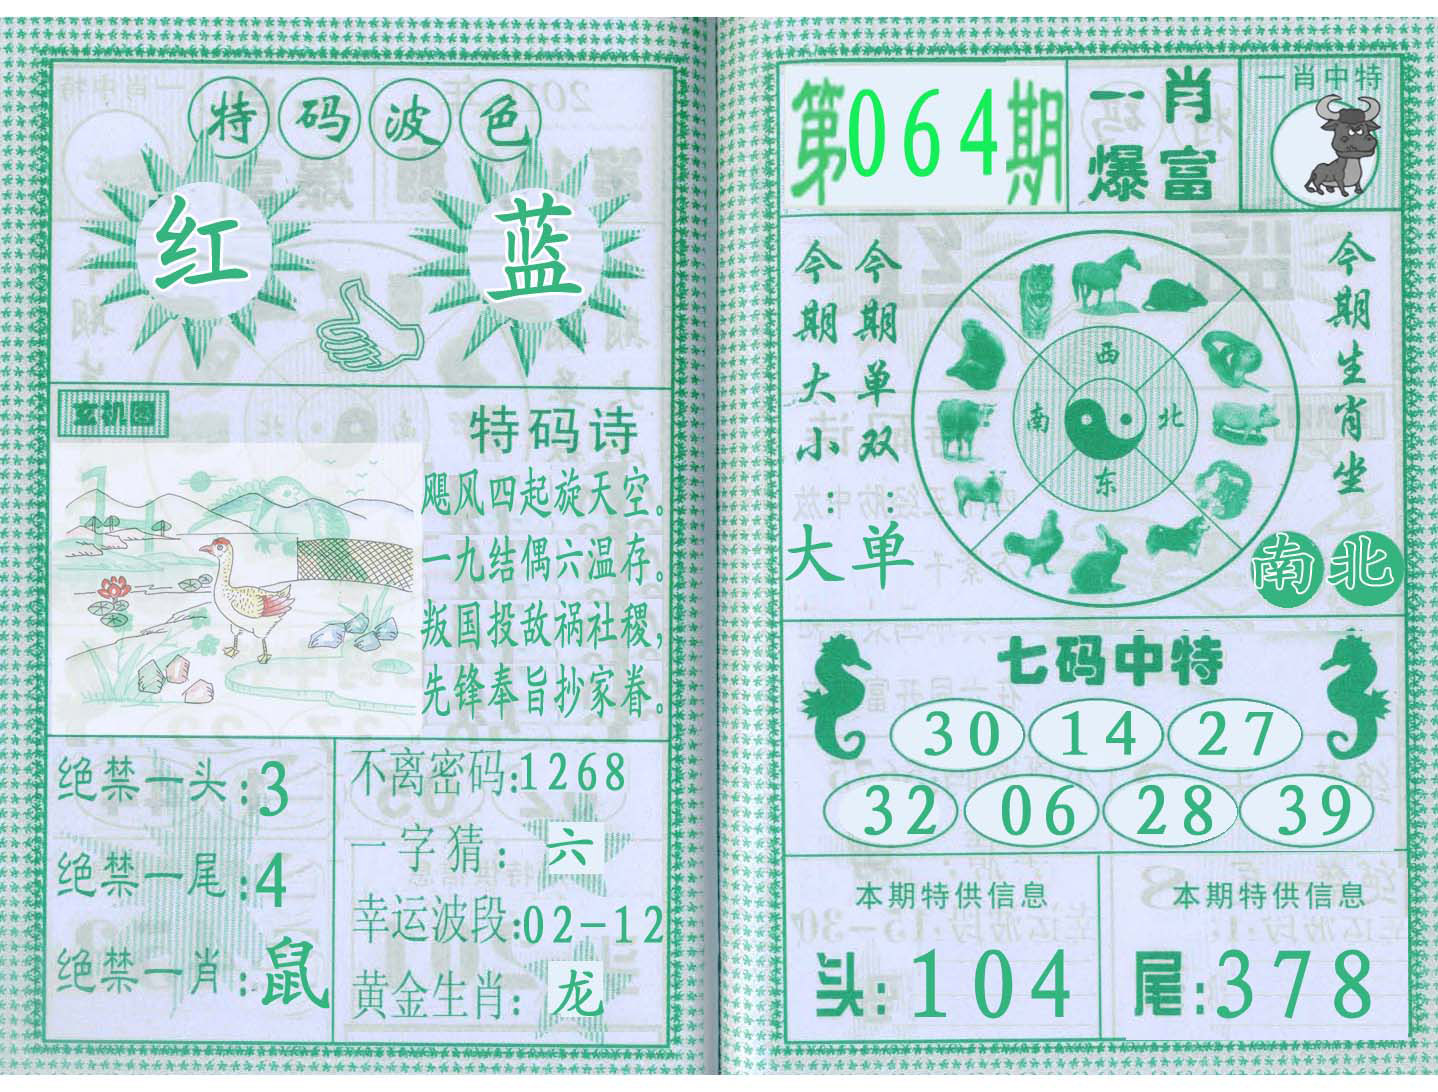 特码波色
红 蓝
玄机图
特码诗
飓风四起旋天空。
一九结偶六温存。
叛国投敌祸社稷,
先锋奉旨抄家眷。
绝禁一头:3
绝禁一尾:4
绝禁一肖:鼠
不离密码:1268
一字猜:六
幸运波段:02-12
黄金生肖:龙
第064期
一肖
爆富
一肖中特
今期大小:大
今期单双:单
西
南 北
东
今期生肖坐
南北
七码中特
30 14 27
32 06 28 39
本期特供信息
头:104
本期特供信息
尾:378